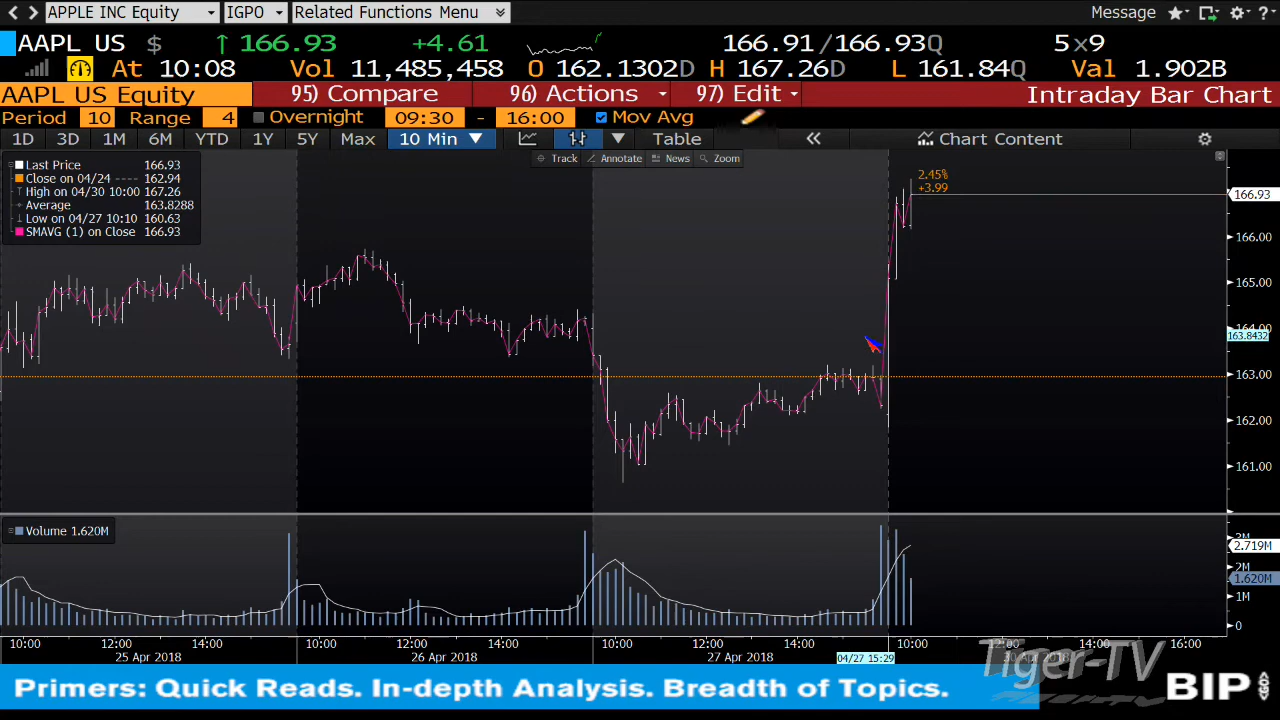 APPLE INC Equity IGPO Related Functions Menu Message
AAPL US $ ↑ 166.93 +4.61 166.91/166.93Q 5x9
At 10:08 Vol 11,485,458 O 162.1302D H 167.26D L 161.84Q Val 1.902B
AAPL US Equity 95) Compare 96) Actions 97) Edit Intraday Bar Chart
Period 10 Range 4 Overnight 09:30 - 16:00 Mov Avg
1D 3D 1M 6M YTD 1Y 5Y Max 10 Min Table Chart Content
Track Annotate News Zoom
Last Price 166.93
Close on 04/24 ---- 162.94
High on 04/30 10:00 167.26
Average 163.8288
Low on 04/27 10:10 160.63
SMAVG (1) on Close 166.93
2.45%
+3.99
166.93
166.00
165.00
164.00
163.8432
163.00
162.00
161.00
Volume 1.620M
2.719M
2M
1.620M
1M
0
10:00 12:00 14:00 10:00 12:00 14:00 10:00 12:00 14:00 10:00 12:00 14:00 16:00
25 Apr 2018 26 Apr 2018 27 Apr 2018 04/27 15:29
Tiger-TV
Primers: Quick Reads. In-depth Analysis. Breadth of Topics. BIP